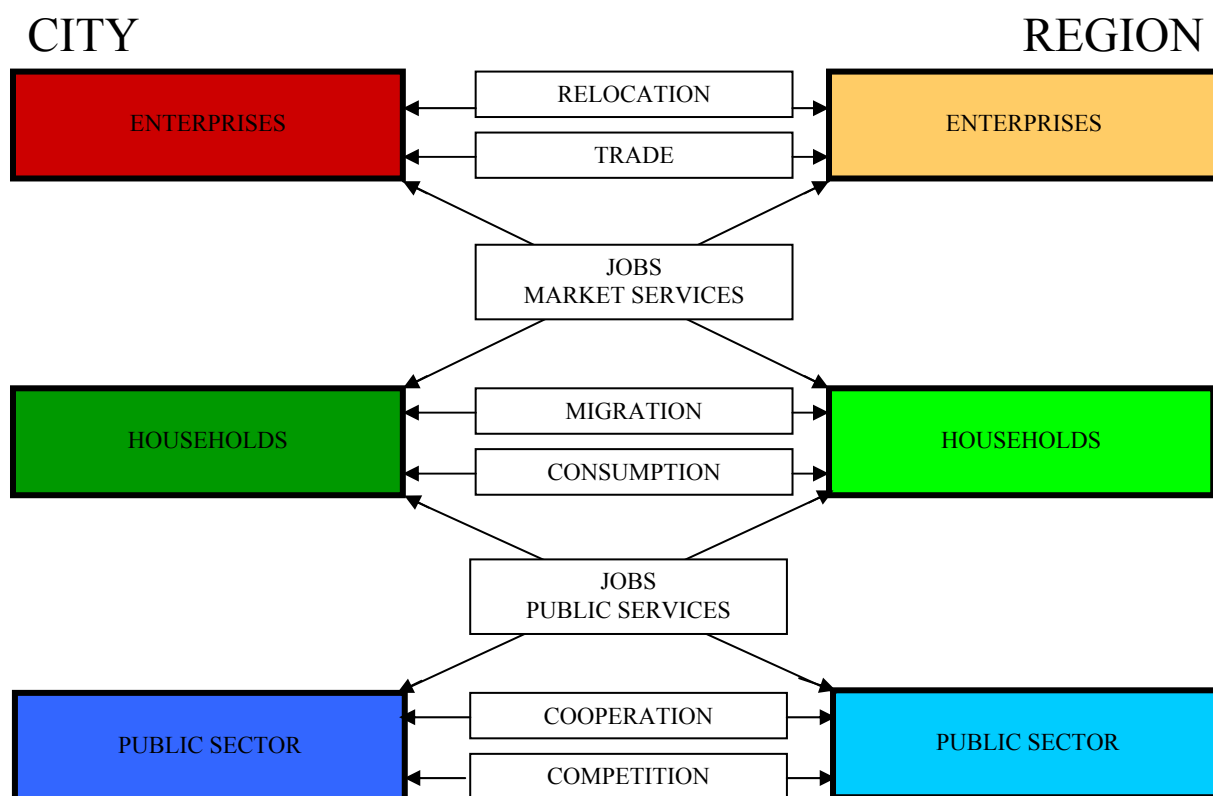 CITY
REGION
ENTERPRISES
RELOCATION
TRADE
ENTERPRISES
JOBS
MARKET SERVICES
HOUSEHOLDS
MIGRATION
CONSUMPTION
HOUSEHOLDS
JOBS
PUBLIC SERVICES
PUBLIC SECTOR
COOPERATION
COMPETITION
PUBLIC SECTOR